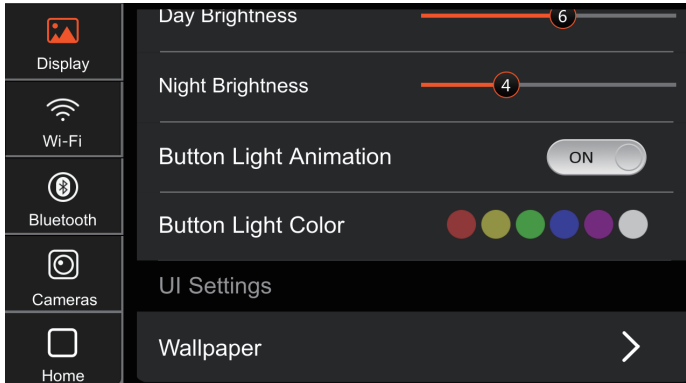 Display
Wi-Fi
Bluetooth
Cameras
Home
Day Brightness
6
Night Brightness
4
Button Light Animation
ON
Button Light Color
UI Settings
Wallpaper